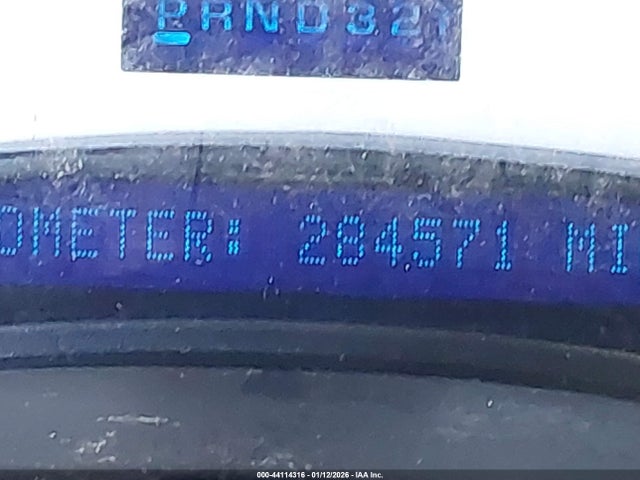 PRND321
OMETER: 284571 MI
000-44114316 - 01/12/2026 - IAA Inc.